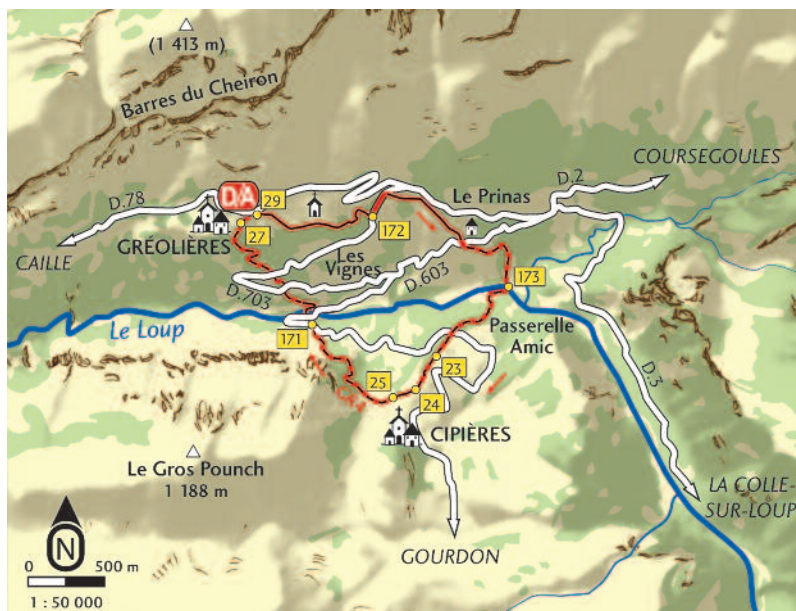 (1 413 m)
Barres du Cheiron
COURSEGOULES
D.2
D.78
D/A
29
Le Prinas
27
172
GRÉOLIÈRES
CAILLE
Les
Vignes
D.703
D.603
173
Le Loup
171
Passerelle
Amic
23
D.3
25
24
CIPIÈRES
Le Gros Pounch
1 188 m
LA COLLE-
SUR-LOUP
GOURDON
N
0 500 m
1 : 50 000